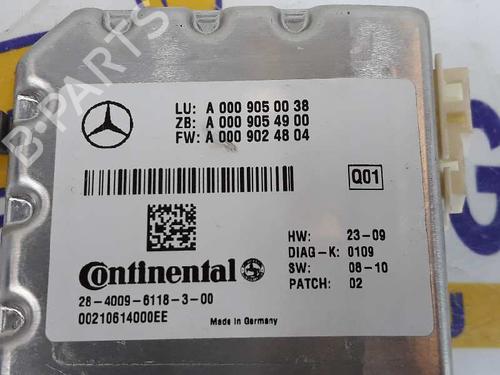 B-PARTS
LU: A 000 905 00 38
ZB: A 000 905 49 00
FW: A 000 902 48 04
Q01
HW: 23-09
DIAG-K: 0109
SW: 08-10
PATCH: 02
Continental
28-4009-6118-3-00
00210614000EE
Made in Germany